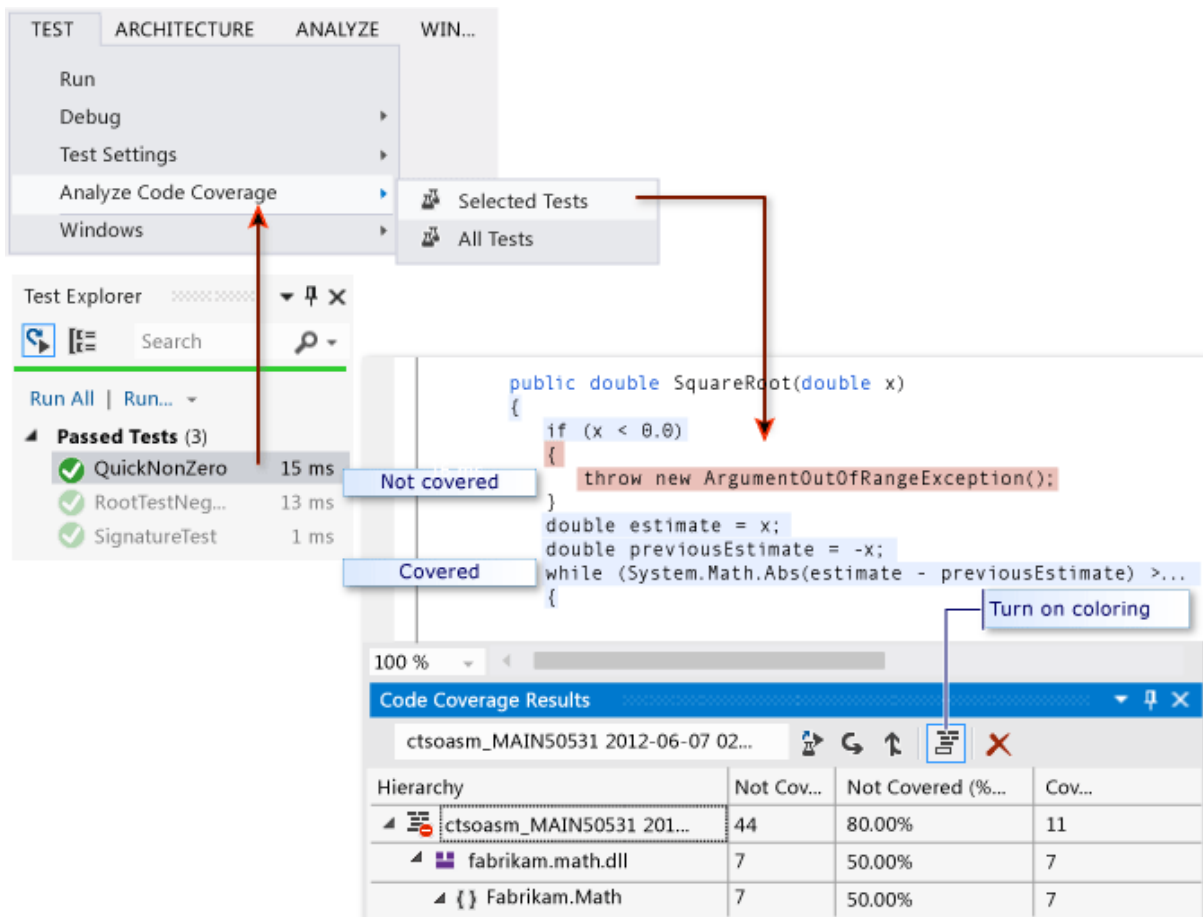 TEST ARCHITECTURE ANALYZE WIN...
Run
Debug
Test Settings
Analyze Code Coverage
Windows
Selected Tests
All Tests
Test Explorer
Search
Run All | Run...
Passed Tests (3)
QuickNonZero 15 ms
RootTestNeg... 13 ms
SignatureTest 1 ms
public double SquareRoot(double x)
{
if (x < 0.0)
{
Not covered
throw new ArgumentOutOfRangeException();
}
double estimate = x;
double previousEstimate = -x;
Covered
while (System.Math.Abs(estimate - previousEstimate) >...
{
Turn on coloring
100 %
Code Coverage Results
ctsoasm_MAIN50531 2012-06-07 02...
Hierarchy Not Cov... Not Covered (%... Cov...
ctsoasm_MAIN50531 201... 44 80.00% 11
fabrikam.math.dll 7 50.00% 7
{ } Fabrikam.Math 7 50.00% 7